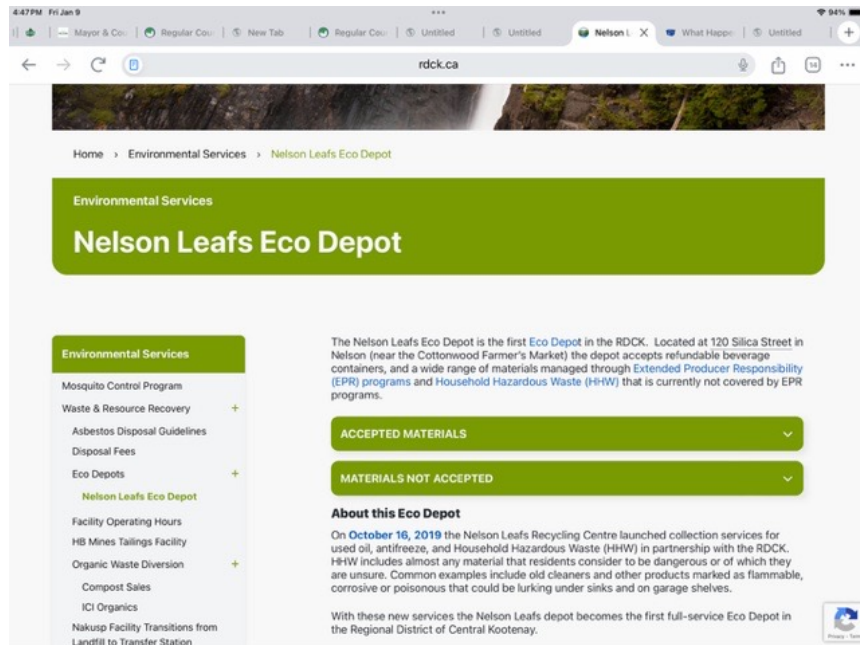 4:47 PM Fri Jan 9
94%
Mayor & Co
Regular Cou
New Tab
Regular Cou
Untitled
Untitled
Nelson L
What Happe
Untitled
rdck.ca
14
Home › Environmental Services › Nelson Leafs Eco Depot
Environmental Services
Nelson Leafs Eco Depot
Environmental Services
Mosquito Control Program
Waste & Resource Recovery +
Asbestos Disposal Guidelines
Disposal Fees
Eco Depots +
Nelson Leafs Eco Depot
Facility Operating Hours
HB Mines Tailings Facility
Organic Waste Diversion +
Compost Sales
ICI Organics
Nakusp Facility Transitions from
Landfill to Transfer Station
The Nelson Leafs Eco Depot is the first Eco Depot in the RDCK. Located at 120 Silica Street in
Nelson (near the Cottonwood Farmer's Market) the depot accepts refundable beverage
containers, and a wide range of materials managed through Extended Producer Responsibility
(EPR) programs and Household Hazardous Waste (HHW) that is currently not covered by EPR
programs.
ACCEPTED MATERIALS
MATERIALS NOT ACCEPTED
About this Eco Depot
On October 16, 2019 the Nelson Leafs Recycling Centre launched collection services for
used oil, antifreeze, and Household Hazardous Waste (HHW) in partnership with the RDCK.
HHW includes almost any material that residents consider to be dangerous or of which they
are unsure. Common examples include old cleaners and other products marked as flammable,
corrosive or poisonous that could be lurking under sinks and on garage shelves.
With these new services the Nelson Leafs depot becomes the first full-service Eco Depot in
the Regional District of Central Kootenay.
Privacy - Term